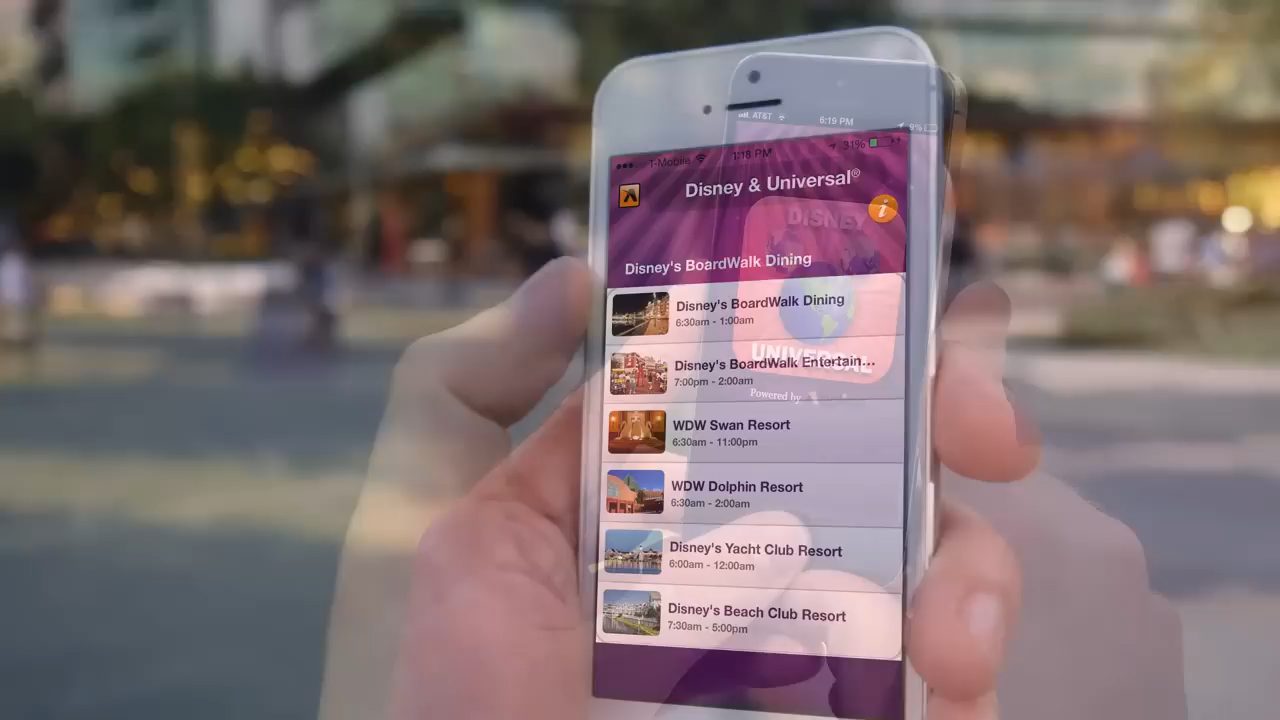 AT&T 6:19 PM 9%
T-Mobile 1:18 PM 31%
Disney & Universal®
i
DISNEY
Disney's BoardWalk Dining
Disney's BoardWalk Dining
6:30am - 1:00am
UNIVERSAL
Disney's BoardWalk Entertain...
7:00pm - 2:00am
Powered by
WDW Swan Resort
6:30am - 11:00pm
WDW Dolphin Resort
6:30am - 2:00am
Disney's Yacht Club Resort
6:00am - 12:00am
Disney's Beach Club Resort
7:30am - 5:00pm